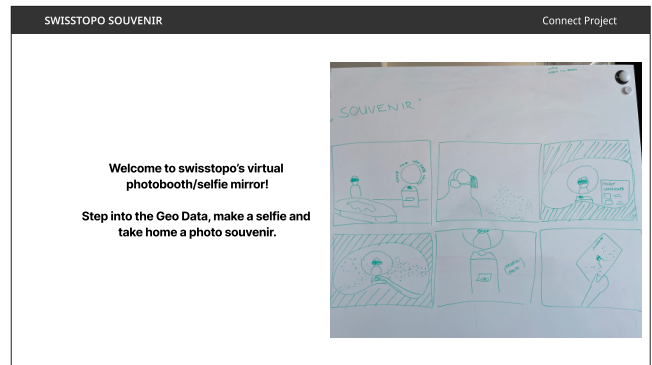 SWISSTOPO SOUVENIR
Connect Project
Welcome to swisstopo's virtual
photobooth/selfie mirror!
Step into the Geo Data, make a selfie and
take home a photo souvenir.
SOUVENIR